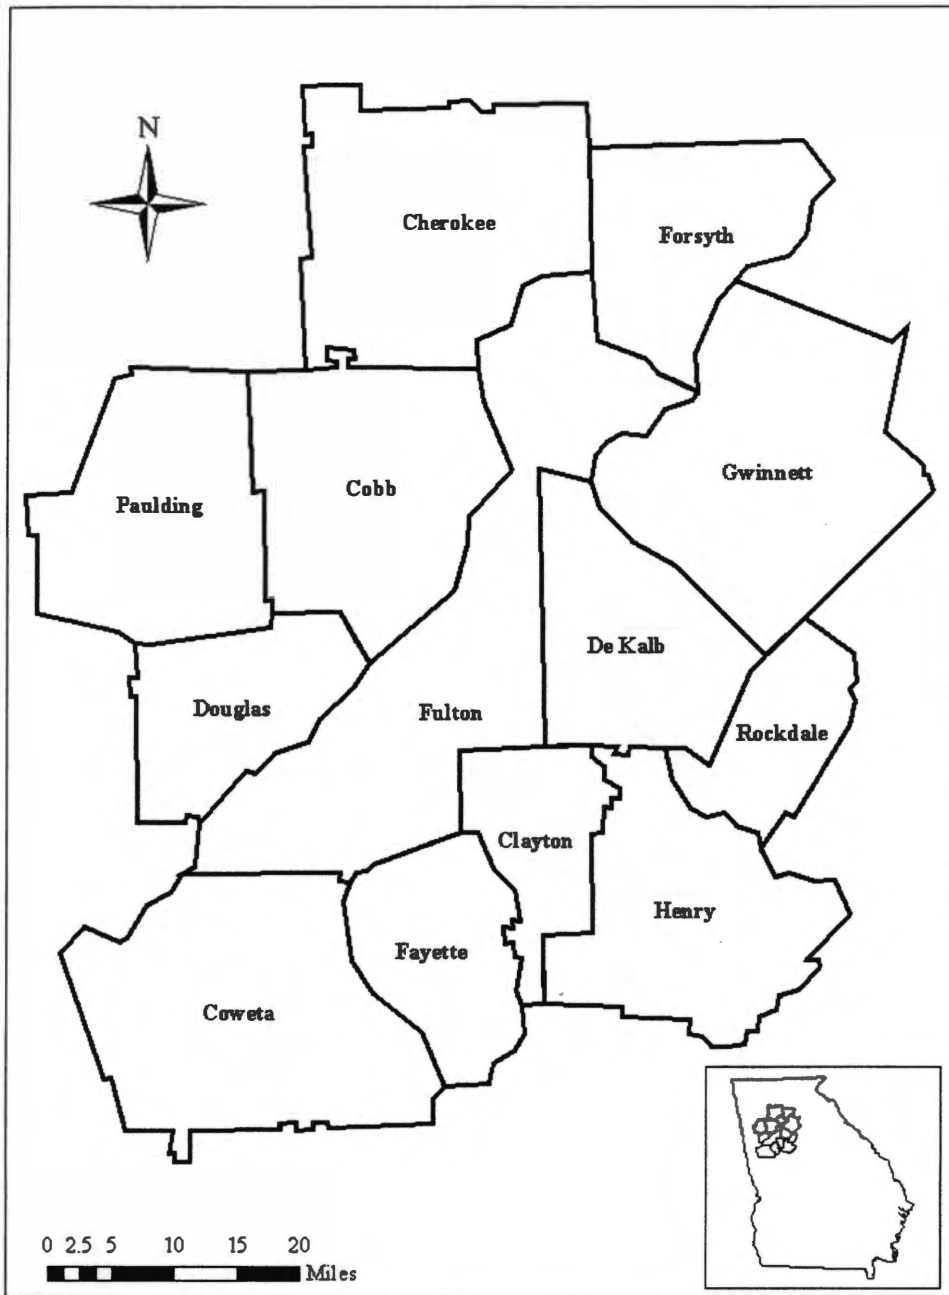 N
Cherokee
Forsyth
Gwinnett
Cobb
Paulding
De Kalb
Douglas
Fulton
Rockdale
Clayton
Henry
Fayette
Coweta
0 2.5 5 10 15 20
Miles